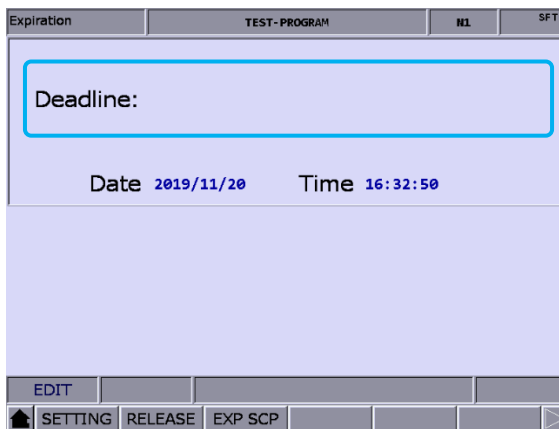 Expiration TEST-PROGRAM N1 SFT
Deadline:
Date 2019/11/20 Time 16:32:50
EDIT
SETTING RELEASE EXP SCP